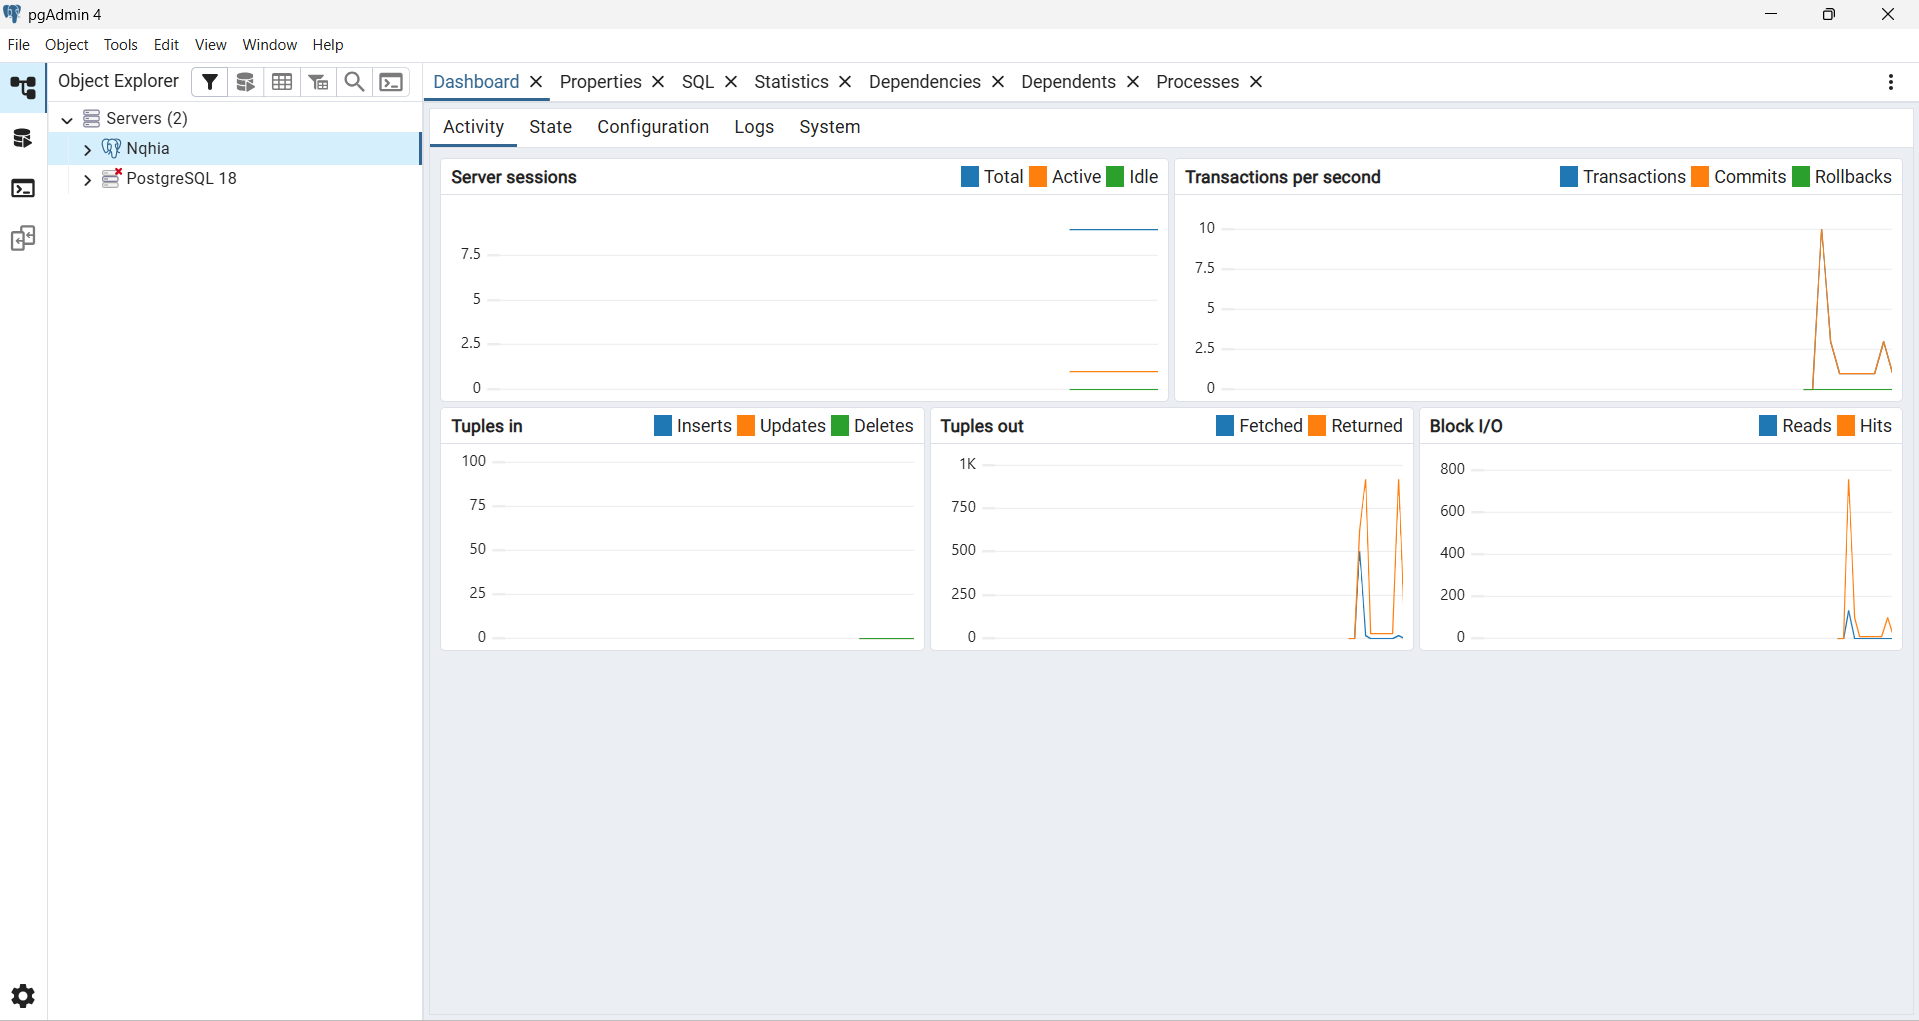 pgAdmin 4
File Object Tools Edit View Window Help
Object Explorer
Dashboard Properties SQL Statistics Dependencies Dependents Processes
Servers (2)
Nqhia
PostgreSQL 18
Activity State Configuration Logs System
Server sessions Total Active Idle
7.5
5
2.5
0
Transactions per second Transactions Commits Rollbacks
10
7.5
5
2.5
0
Tuples in Inserts Updates Deletes
100
75
50
25
0
Tuples out Fetched Returned
1K
750
500
250
0
Block I/O Reads Hits
800
600
400
200
0